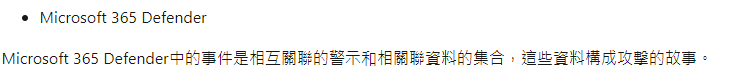 • Microsoft 365 Defender
Microsoft 365 Defender中的事件是相互關聯的警示和相關聯資料的集合，這些資料構成攻擊的故事。